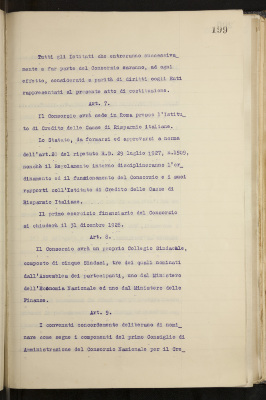 199
Tutti gli Istituti che entreranno successiva_
mente a far parte del Consorzio saranno, ad ogni
effetto, considerati a parità di diritti cogli Enti
rappresentati al presente atto di costituzione.
Art. 7.
Il Consorzio avrà sede in Roma presso l'Istitu_
to di Credito delle Casse di Risparmio Italiane.
Lo Statuto, da formarsi ed approvarsi a norma
dell'art.2 del ripetuto R.D. 29 luglio 1927, n.1509,
nonchè il Regolamento interno disciplineranno l'or_
dinamento ed il funzionamento del Consorzio e i suoi
rapporti coll'Istituto di Credito delle Casse di
Risparmio Italiane.
Il primo esercizio finanziario del Consorzio
si chiuderà il 31 dicembre 1928.
Art. 8.
Il Consorzio avrà un proprio Collegio Sindacale,
composto di cinque Sindaci, tre dei quali nominati
dall'Assemblea dei partecipanti, uno dal Ministero
dell'Economia Nazionale ed uno dal Ministero delle
Finanze.
Art. 9.
I convenuti concordemente deliberano di nomi_
nare come segue i componenti del primo Consiglio di
Amministrazione del Consorzio Nazionale per il Cre_